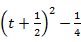 (t + 1/2)² − 1/4